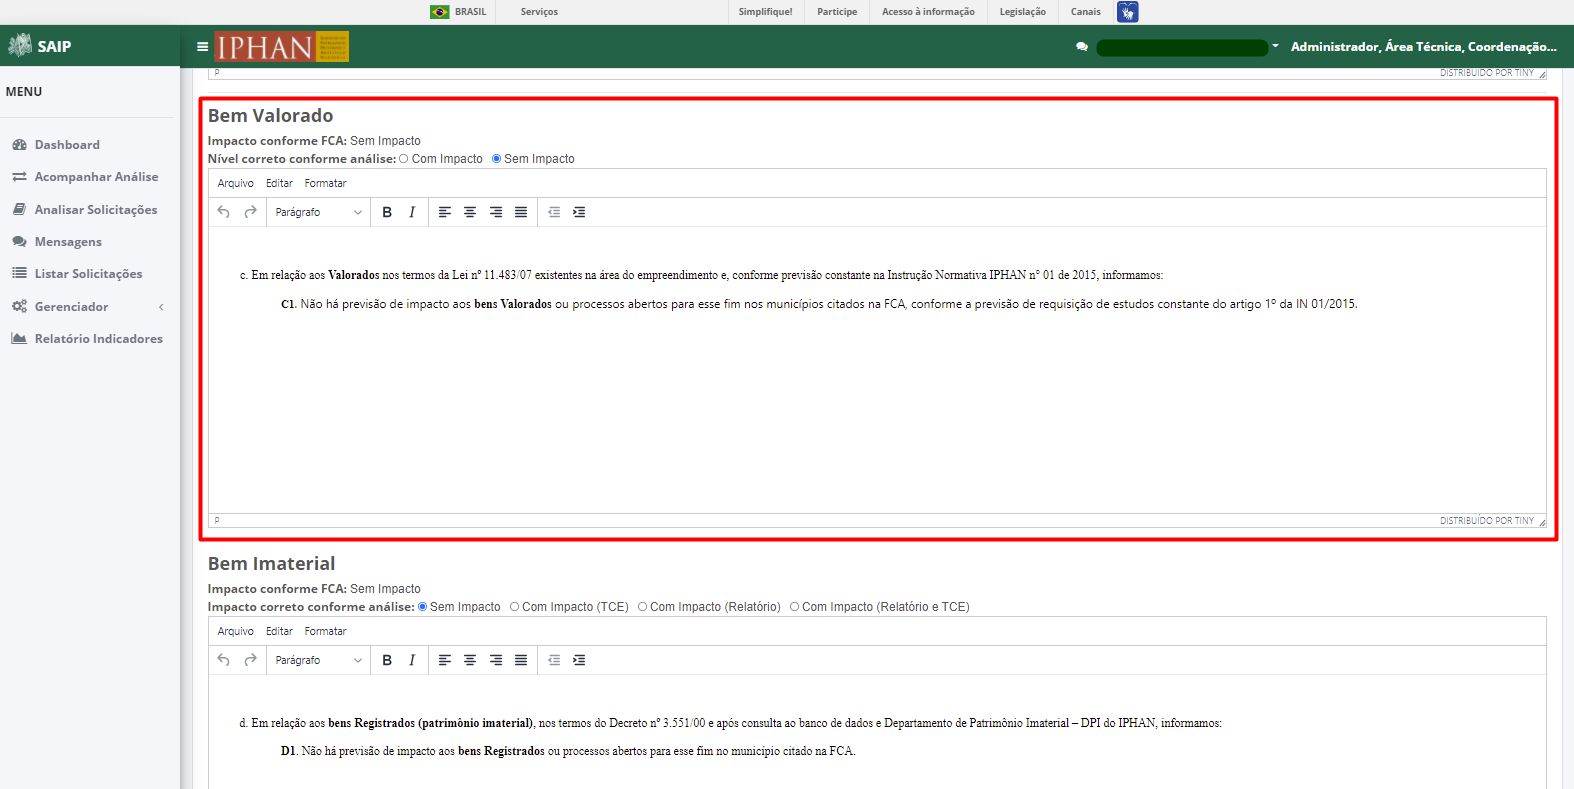 BRASIL Serviços Simplifique! Participe Acesso à informação Legislação Canais
SAIP
IPHAN
Administrador, Área Técnica, Coordenação...
MENU
Dashboard
Acompanhar Análise
Analisar Solicitações
Mensagens
Listar Solicitações
Gerenciador
Relatório Indicadores
P DISTRIBUÍDO POR TINY
Bem Valorado
Impacto conforme FCA: Sem Impacto
Nível correto conforme análise: Com Impacto Sem Impacto
Arquivo Editar Formatar
Parágrafo B I
c. Em relação aos Valorados nos termos da Lei nº 11.483/07 existentes na área do empreendimento e, conforme previsão constante na Instrução Normativa IPHAN n° 01 de 2015, informamos:
C1. Não há previsão de impacto aos bens Valorados ou processos abertos para esse fim nos municípios citados na FCA, conforme a previsão de requisição de estudos constante do artigo 1º da IN 01/2015.
P DISTRIBUÍDO POR TINY
Bem Imaterial
Impacto conforme FCA: Sem Impacto
Impacto correto conforme análise: Sem Impacto Com Impacto (TCE) Com Impacto (Relatório) Com Impacto (Relatório e TCE)
Arquivo Editar Formatar
Parágrafo B I
d. Em relação aos bens Registrados (patrimônio imaterial), nos termos do Decreto nº 3.551/00 e após consulta ao banco de dados e Departamento de Patrimônio Imaterial – DPI do IPHAN, informamos:
D1. Não há previsão de impacto aos bens Registrados ou processos abertos para esse fim no município citado na FCA.